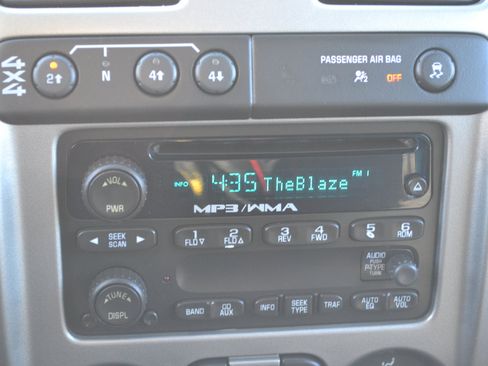 4X4
2↑
N
4↑
4↓
PASSENGER AIR BAG
OFF
VOL
PWR
INFO 4:35 TheBlaze FM 1
MP3/WMA
◄ SEEK SCAN ►
1 FLD▽
2 FLD△
3 REV
4 FWD
5
6 RDM
AUDIO
PUSH
P-TYPE
TURN
TUNE
DISPL
BAND
CD AUX
INFO
SEEK TYPE
TRAF
AUTO EQ
AUTO VOL